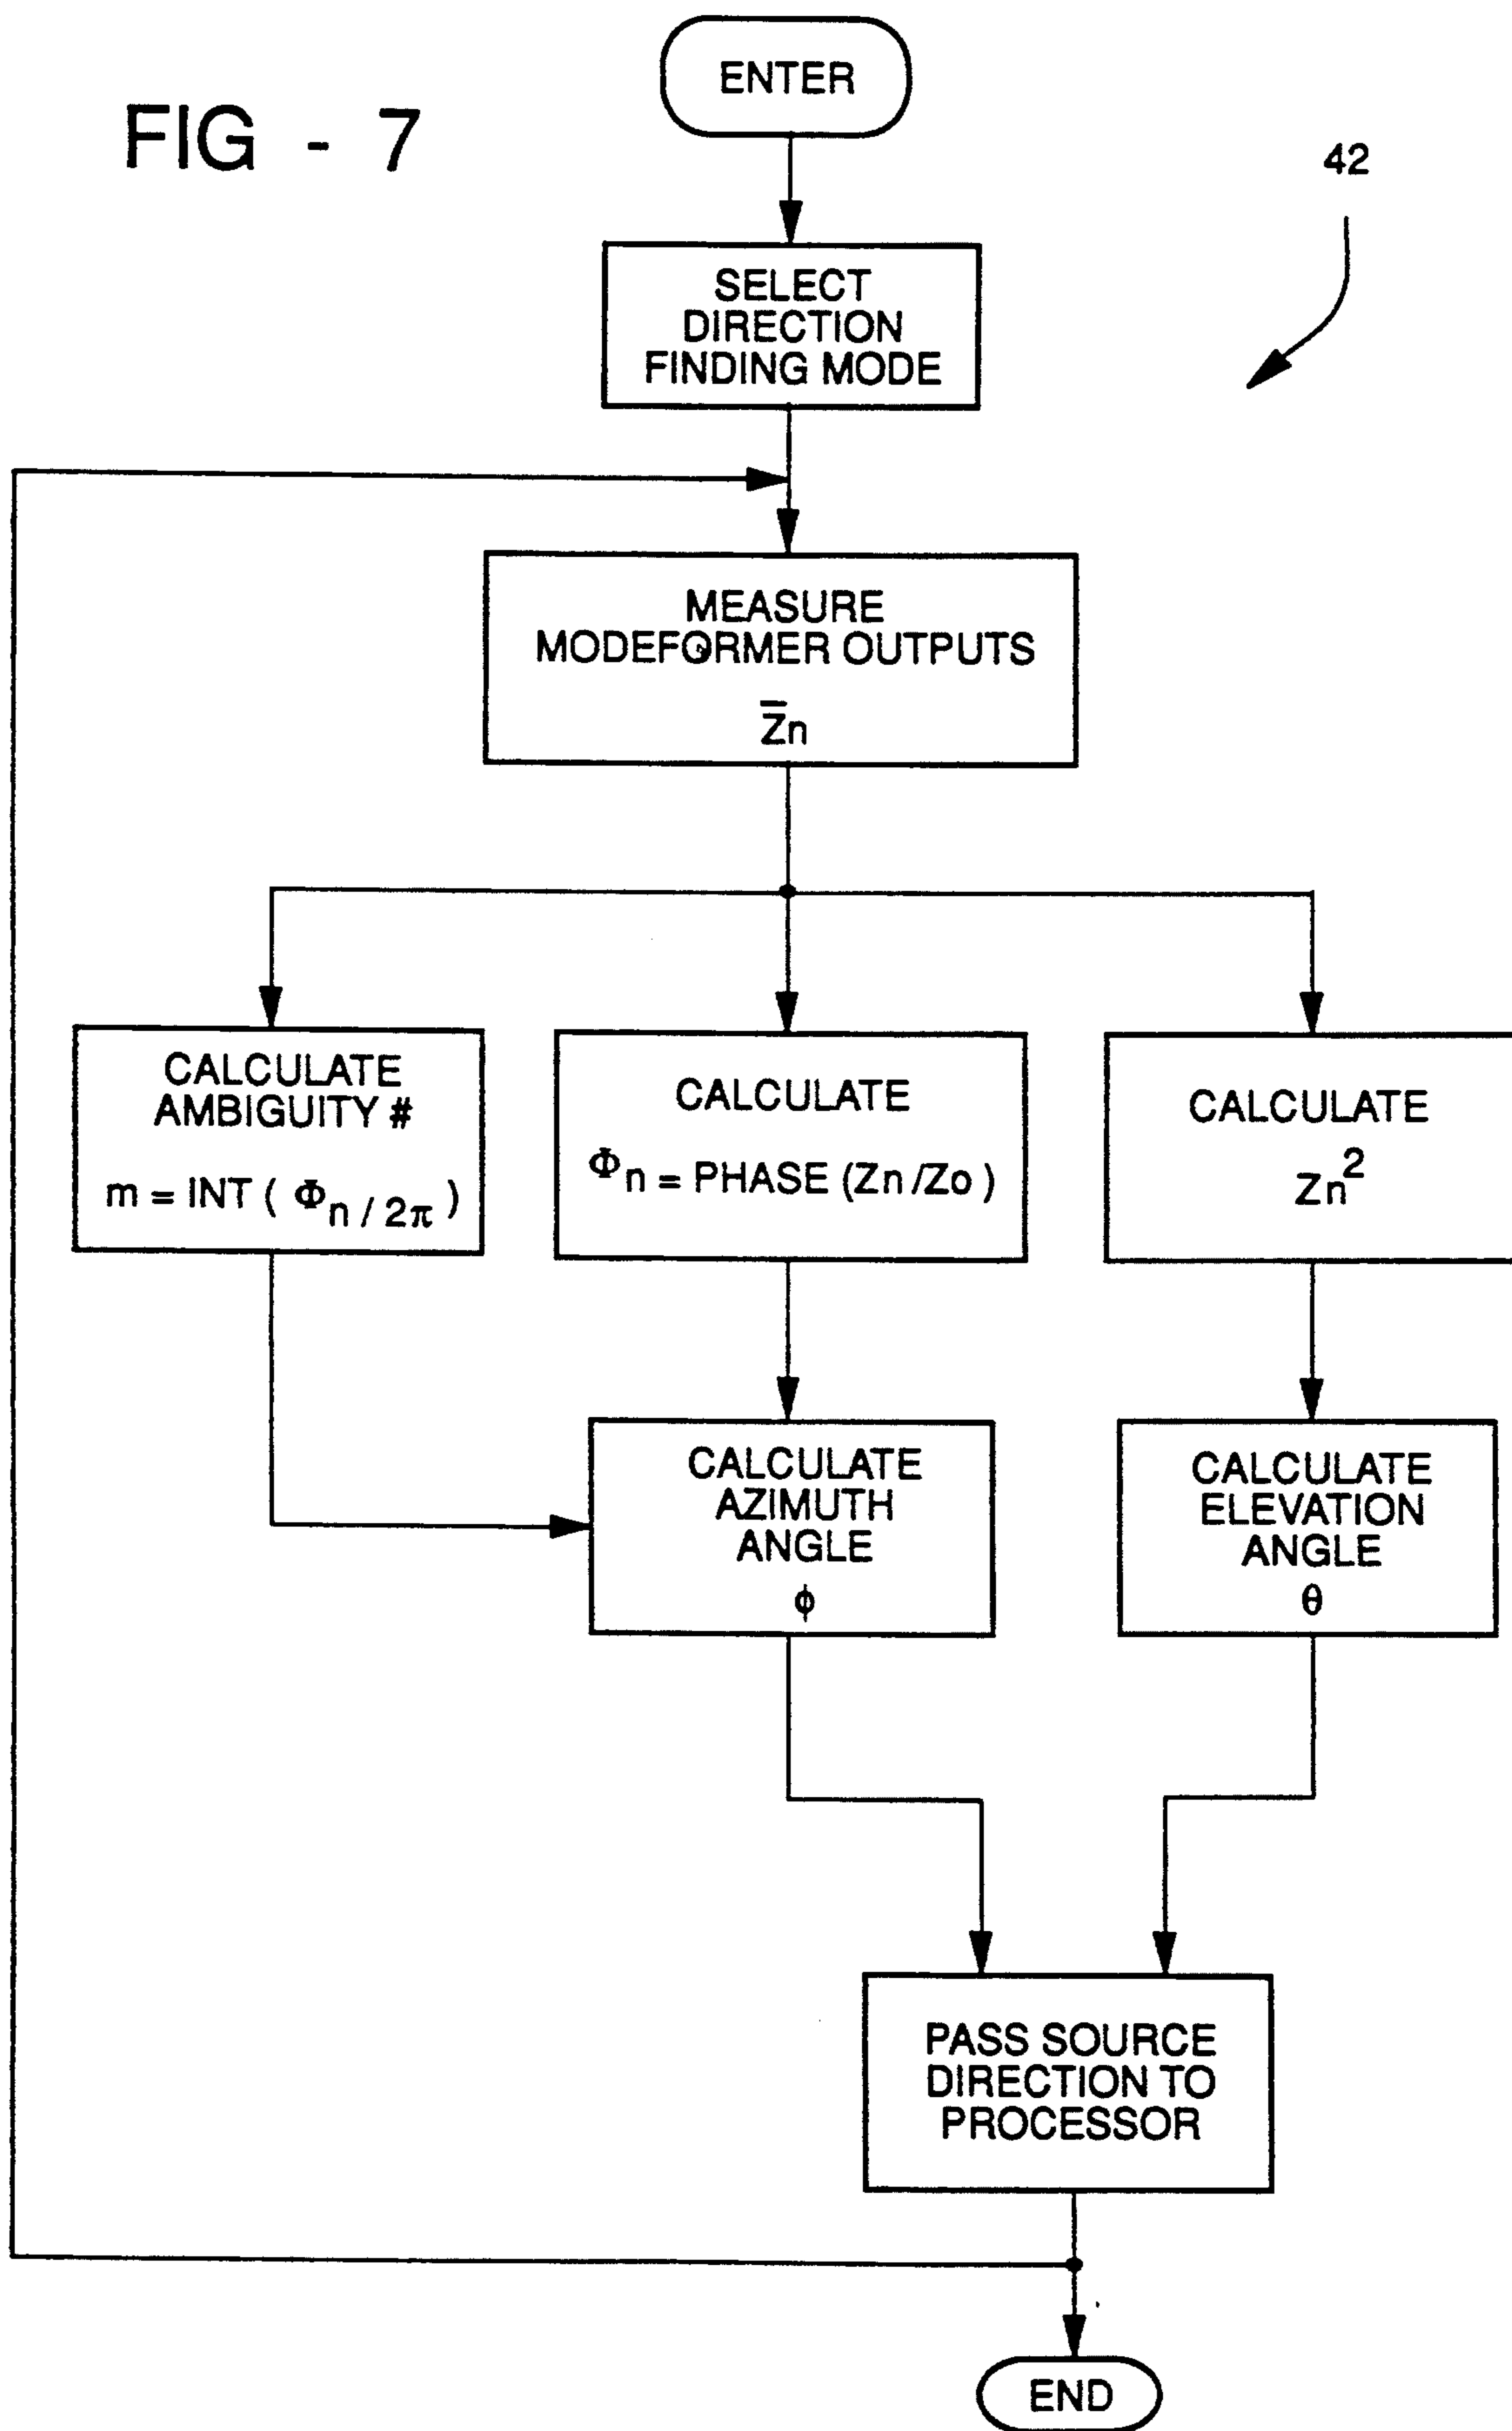 FIG - 7
ENTER
42
SELECT
DIRECTION
FINDING MODE
MEASURE
MODEFORMER OUTPUTS
Z̄n
CALCULATE
AMBIGUITY #
m = INT ( Φn / 2π )
CALCULATE
Φn = PHASE (Zn/Zo)
CALCULATE
Zn²
CALCULATE
AZIMUTH
ANGLE
ϕ
CALCULATE
ELEVATION
ANGLE
θ
PASS SOURCE
DIRECTION TO
PROCESSOR
END